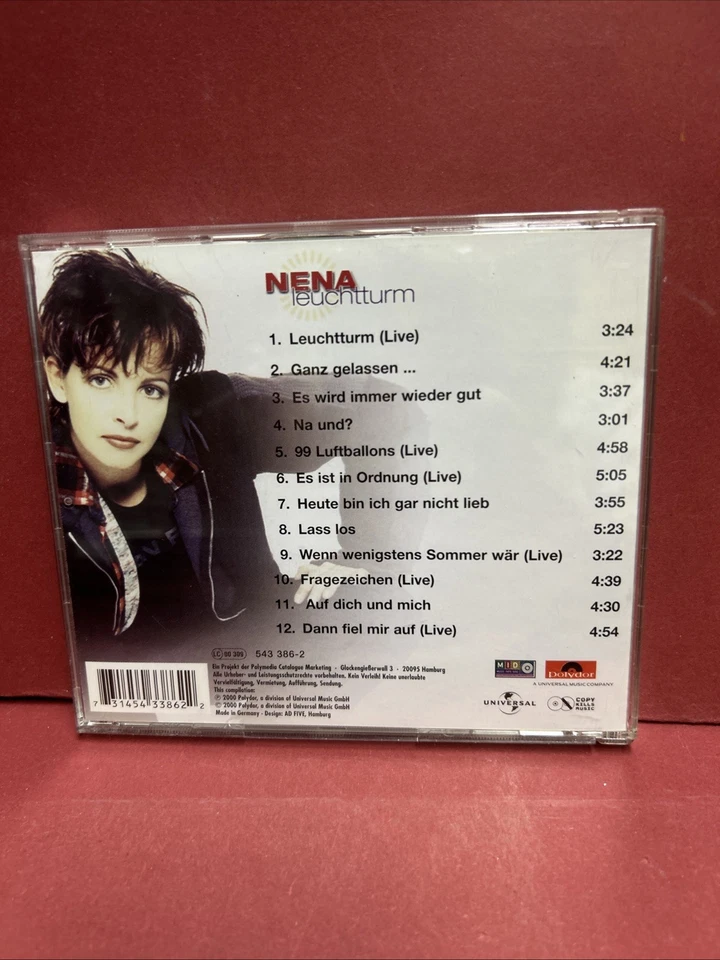 NENA
leuchtturm
1. Leuchtturm (Live) 3:24
2. Ganz gelassen ... 4:21
3. Es wird immer wieder gut 3:37
4. Na und? 3:01
5. 99 Luftballons (Live) 4:58
6. Es ist in Ordnung (Live) 5:05
7. Heute bin ich gar nicht lieb 3:55
8. Lass los 5:23
9. Wenn wenigstens Sommer wär (Live) 3:22
10. Fragezeichen (Live) 4:39
11. Auf dich und mich 4:30
12. Dann fiel mir auf (Live) 4:54
LC 00 309 543 386-2
Ein Projekt der Polymedia Catalogue Marketing · Glockengießerwall 3 · 20095 Hamburg
Alle Urheber- und Leistungsschutzrechte vorbehalten. Kein Verleih! Keine unerlaubte
Vervielfältigung, Vermietung, Aufführung, Sendung.
This compilation:
℗ 2000 Polydor, a division of Universal Music GmbH
© 2000 Polydor, a division of Universal Music GmbH
Made in Germany · Design: AD FIVE, Hamburg
7 31454 33862 2
MID
Polydor
A UNIVERSAL MUSIC COMPANY
UNIVERSAL
COPY
KILLS
MUSIC